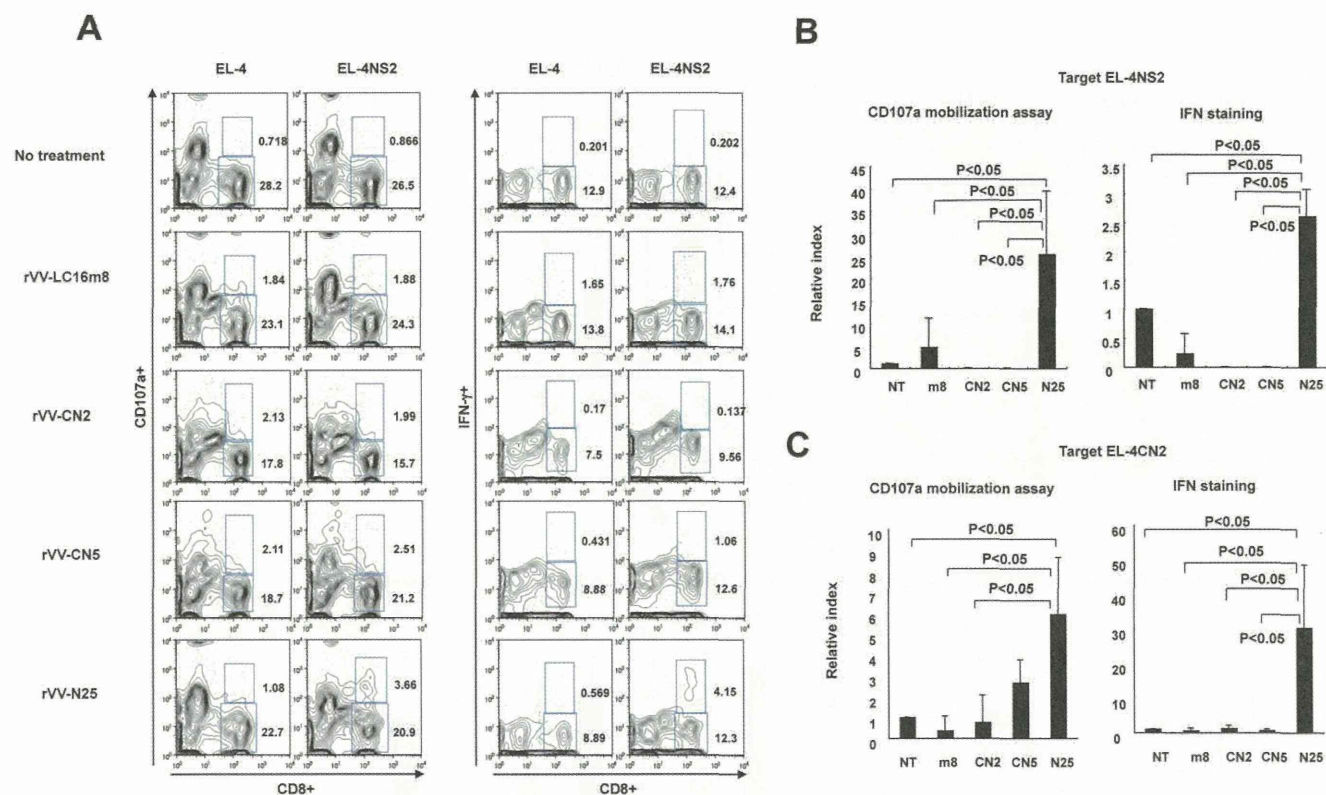 A
EL-4
EL-4NS2
EL-4
EL-4NS2
No treatment
0.718
28.2
0.866
26.5
0.201
12.9
0.202
12.4
rVV-LC16m8
1.84
23.1
1.88
24.3
1.65
13.8
1.76
14.1
rVV-CN2
2.13
17.8
1.99
15.7
0.17
7.5
0.137
9.56
rVV-CN5
2.11
18.7
2.51
21.2
0.431
8.88
1.06
12.6
rVV-N25
1.08
22.7
3.66
20.9
0.569
8.89
4.15
12.3
CD107a+
IFN-γ+
CD8+
CD8+
B
Target EL-4NS2
CD107a mobilization assay
P<0.05
P<0.05
P<0.05
P<0.05
Relative index
45
40
35
30
25
20
15
10
5
0
NT m8 CN2 CN5 N25
IFN staining
P<0.05
P<0.05
P<0.05
P<0.05
3.5
3
2.5
2
1.5
1
0.5
0
NT m8 CN2 CN5 N25
C
Target EL-4CN2
CD107a mobilization assay
P<0.05
P<0.05
P<0.05
Relative index
10
9
8
7
6
5
4
3
2
1
0
NT m8 CN2 CN5 N25
IFN staining
P<0.05
P<0.05
P<0.05
P<0.05
60
50
40
30
20
10
0
NT m8 CN2 CN5 N25